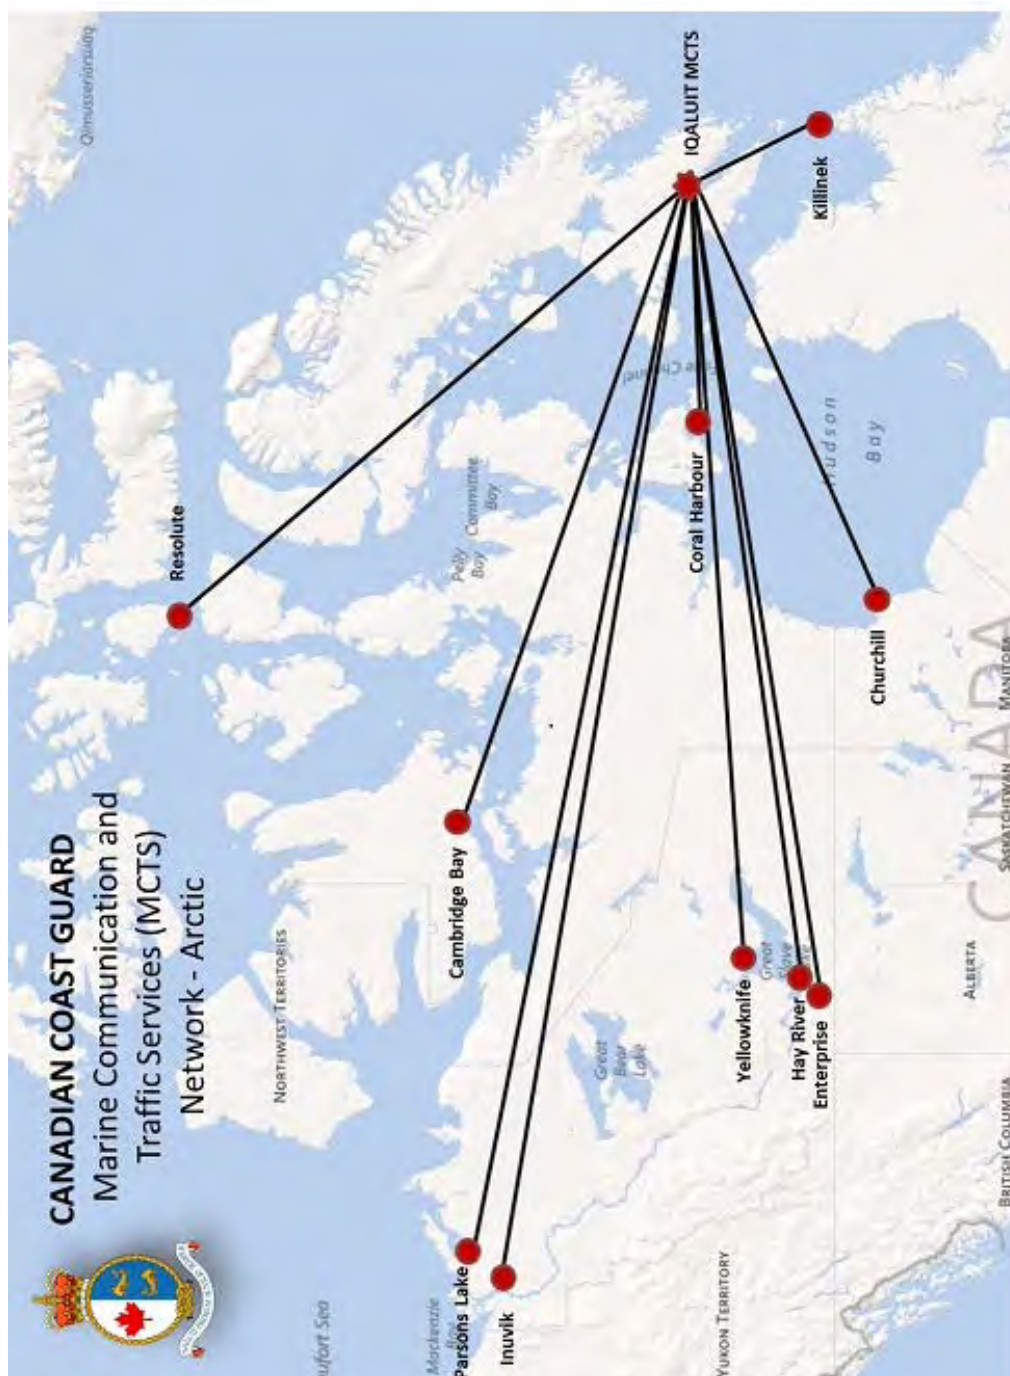 CANADIAN COAST GUARD
Marine Communication and
Traffic Services (MCTS)
Network - Arctic
Qimusseriarsuaq
Resolute
IQALUIT MCTS
Killinek
NORTHWEST TERRITORIES
Cambridge Bay
Pelly
Bay
Committee
Bay
Coral Harbour
Bay
Churchill
Great
Bear
Lake
Yellowknife
Great
Slave
Hay River
Enterprise
Mackenzie
Parsons Lake
Inuvik
YUKON TERRITORY
BRITISH COLUMBIA
ALBERTA
SASKATCHEWAN
MANITOBA
CANADA
ufort Sea
udson